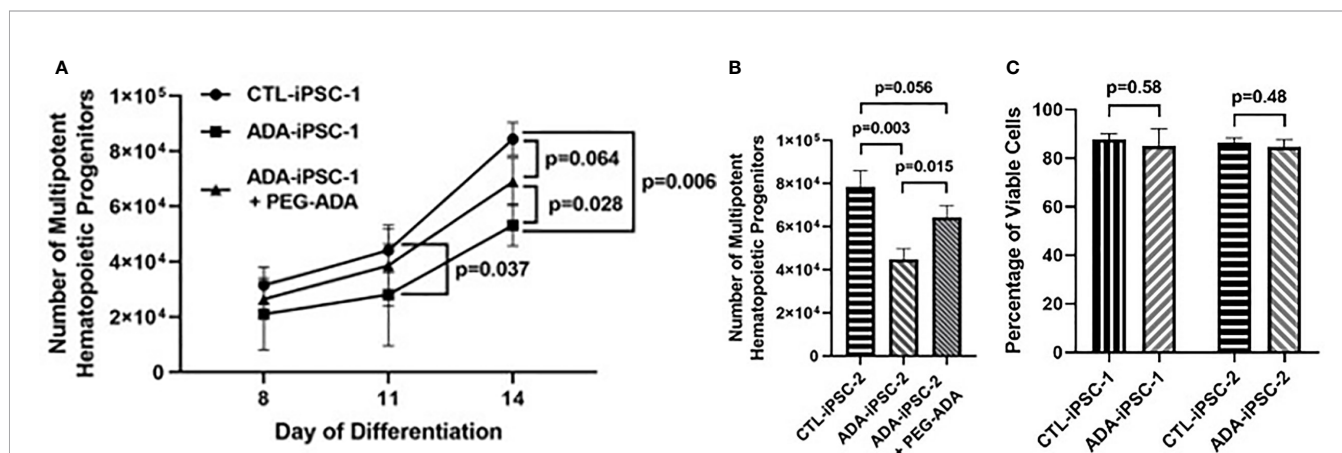 A
CTL-iPSC-1
ADA-iPSC-1
ADA-iPSC-1
+ PEG-ADA
Number of Multipotent
Hematopoietic Progenitors
1×10⁵
8×10⁴
6×10⁴
4×10⁴
2×10⁴
0
p=0.064
p=0.028
p=0.006
p=0.037
8
11
14
Day of Differentiation
B
Number of Multipotent
Hematopoietic Progenitors
p=0.056
p=0.003
p=0.015
1×10⁵
8×10⁴
6×10⁴
4×10⁴
2×10⁴
0
CTL-iPSC-2
ADA-iPSC-2
ADA-iPSC-2
+ PEG-ADA
C
Percentage of Viable Cells
p=0.58
p=0.48
100
80
60
40
20
0
CTL-iPSC-1
ADA-iPSC-1
CTL-iPSC-2
ADA-iPSC-2